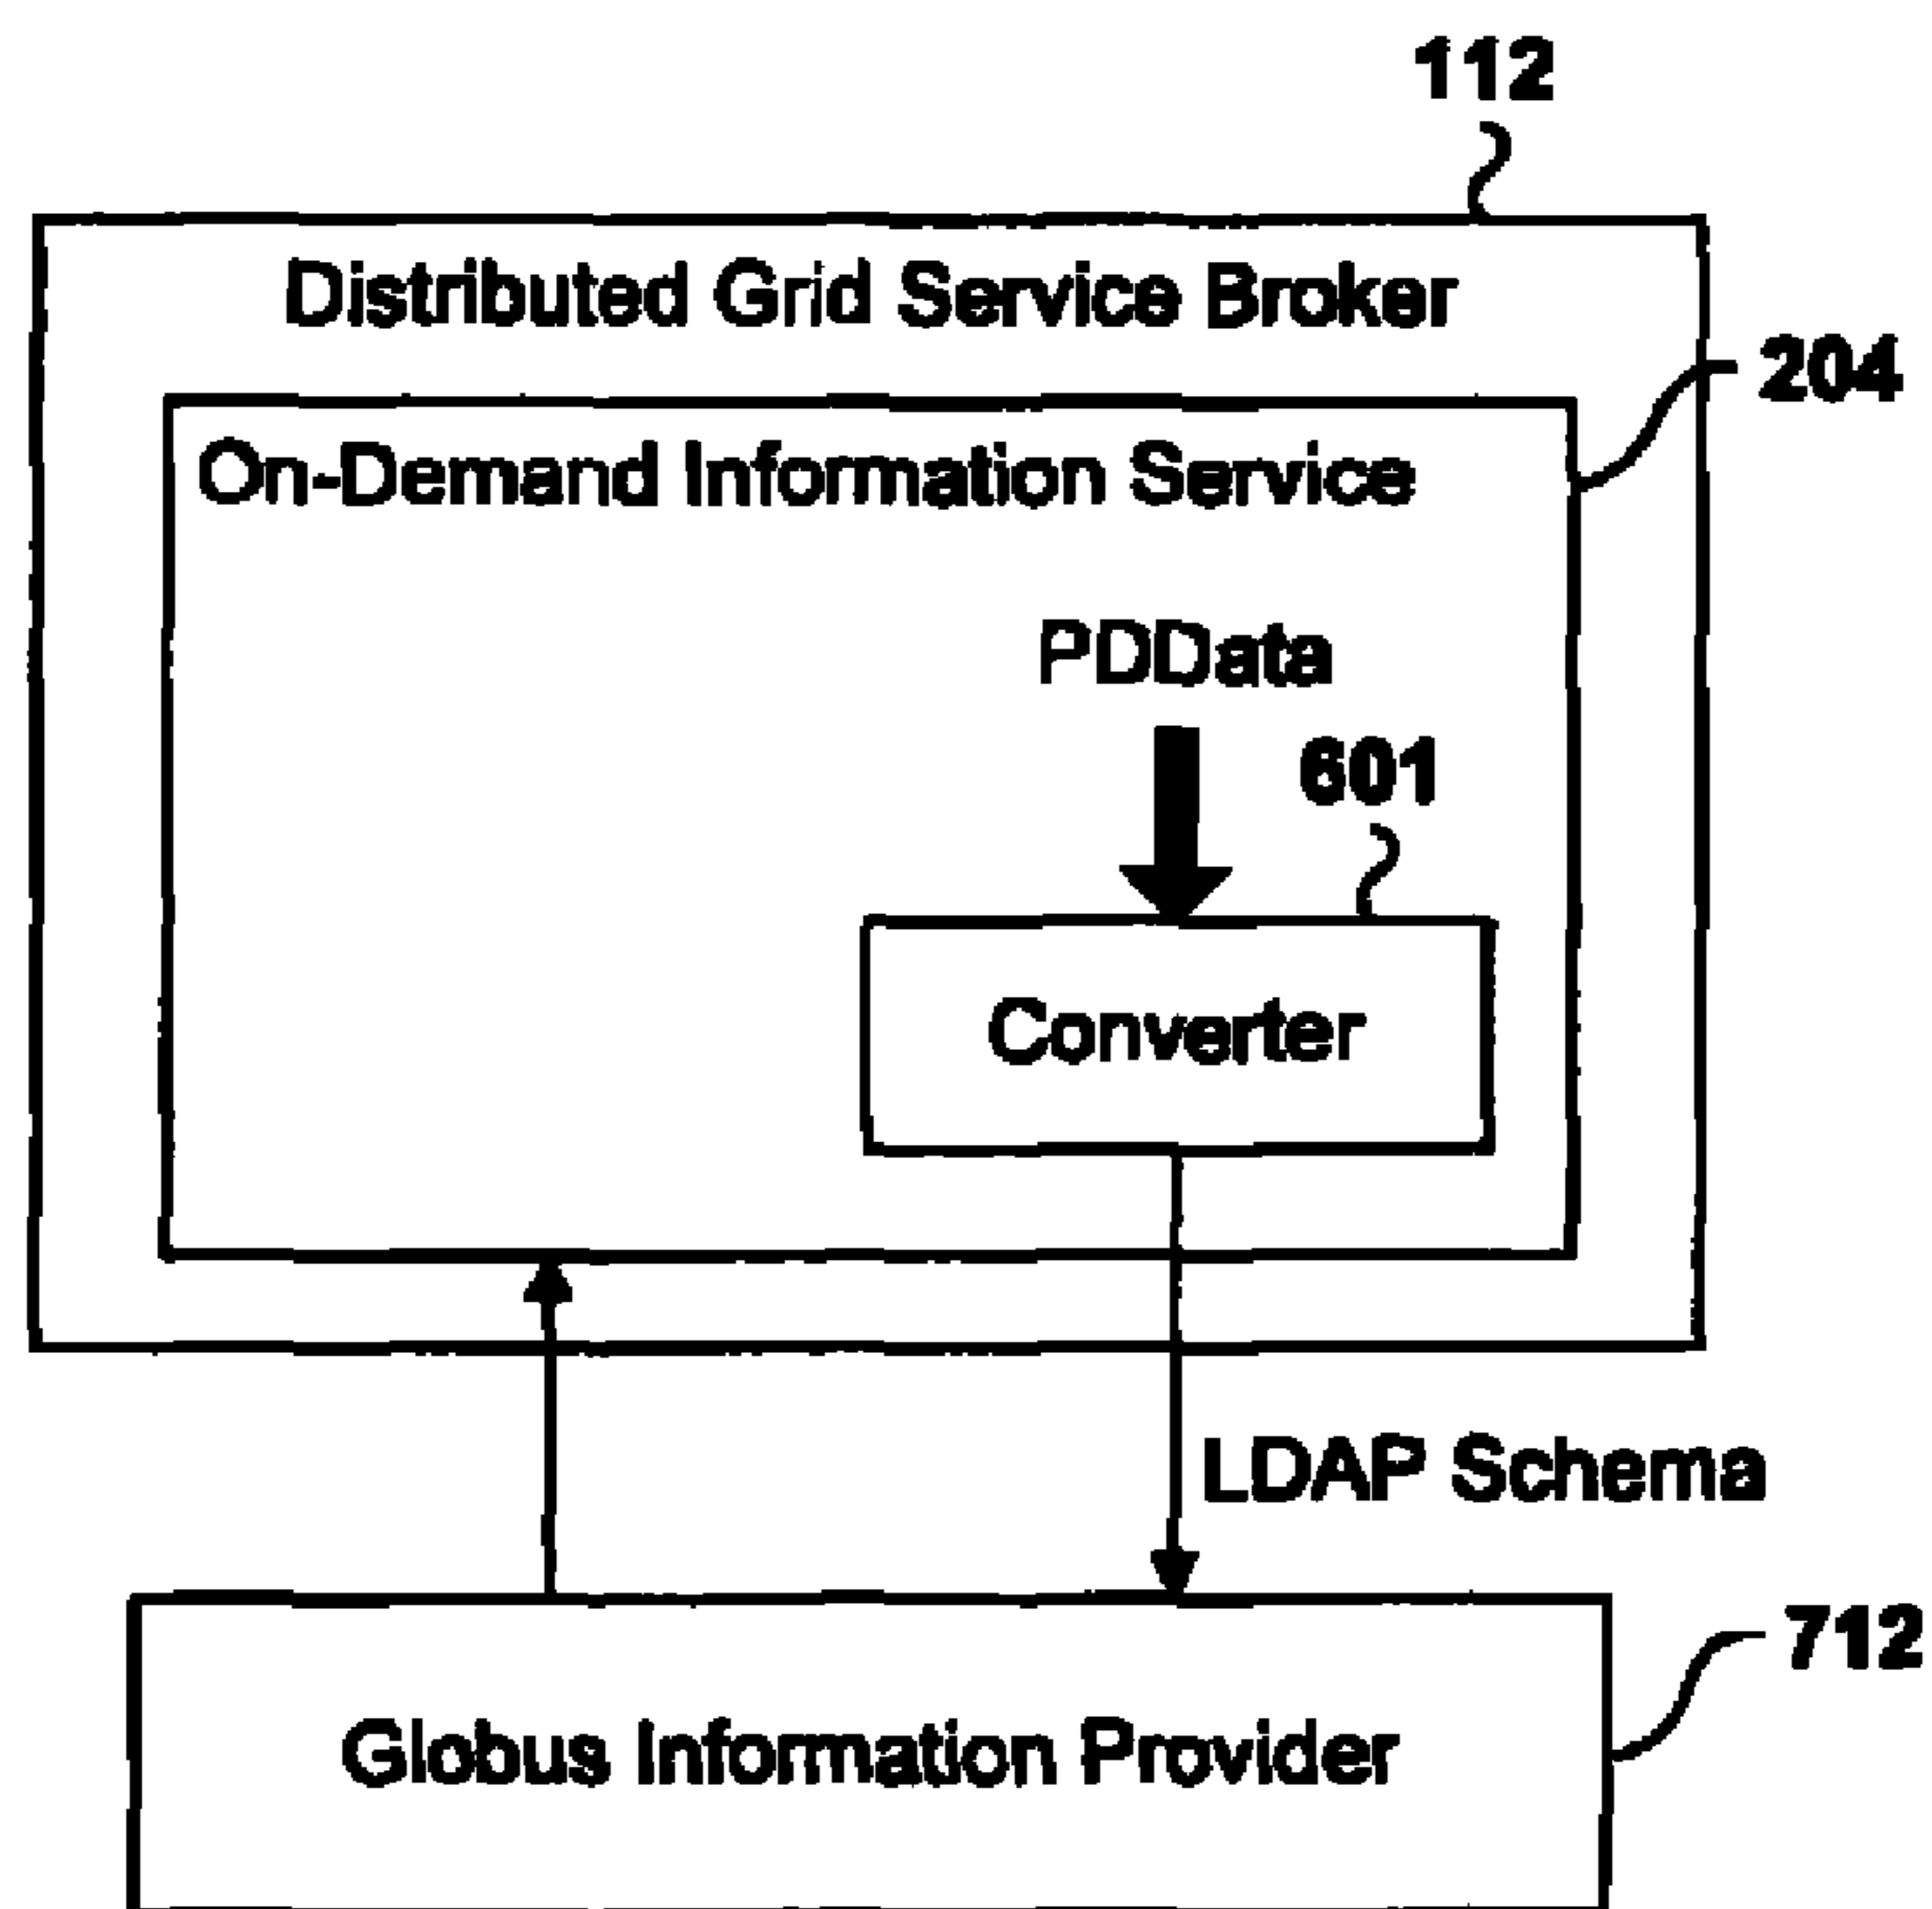 112
Distributed Grid Service Broker
204
On-Demand Information Service
PDData
601
Converter
LDAP Schema
712
Globus Information Provider